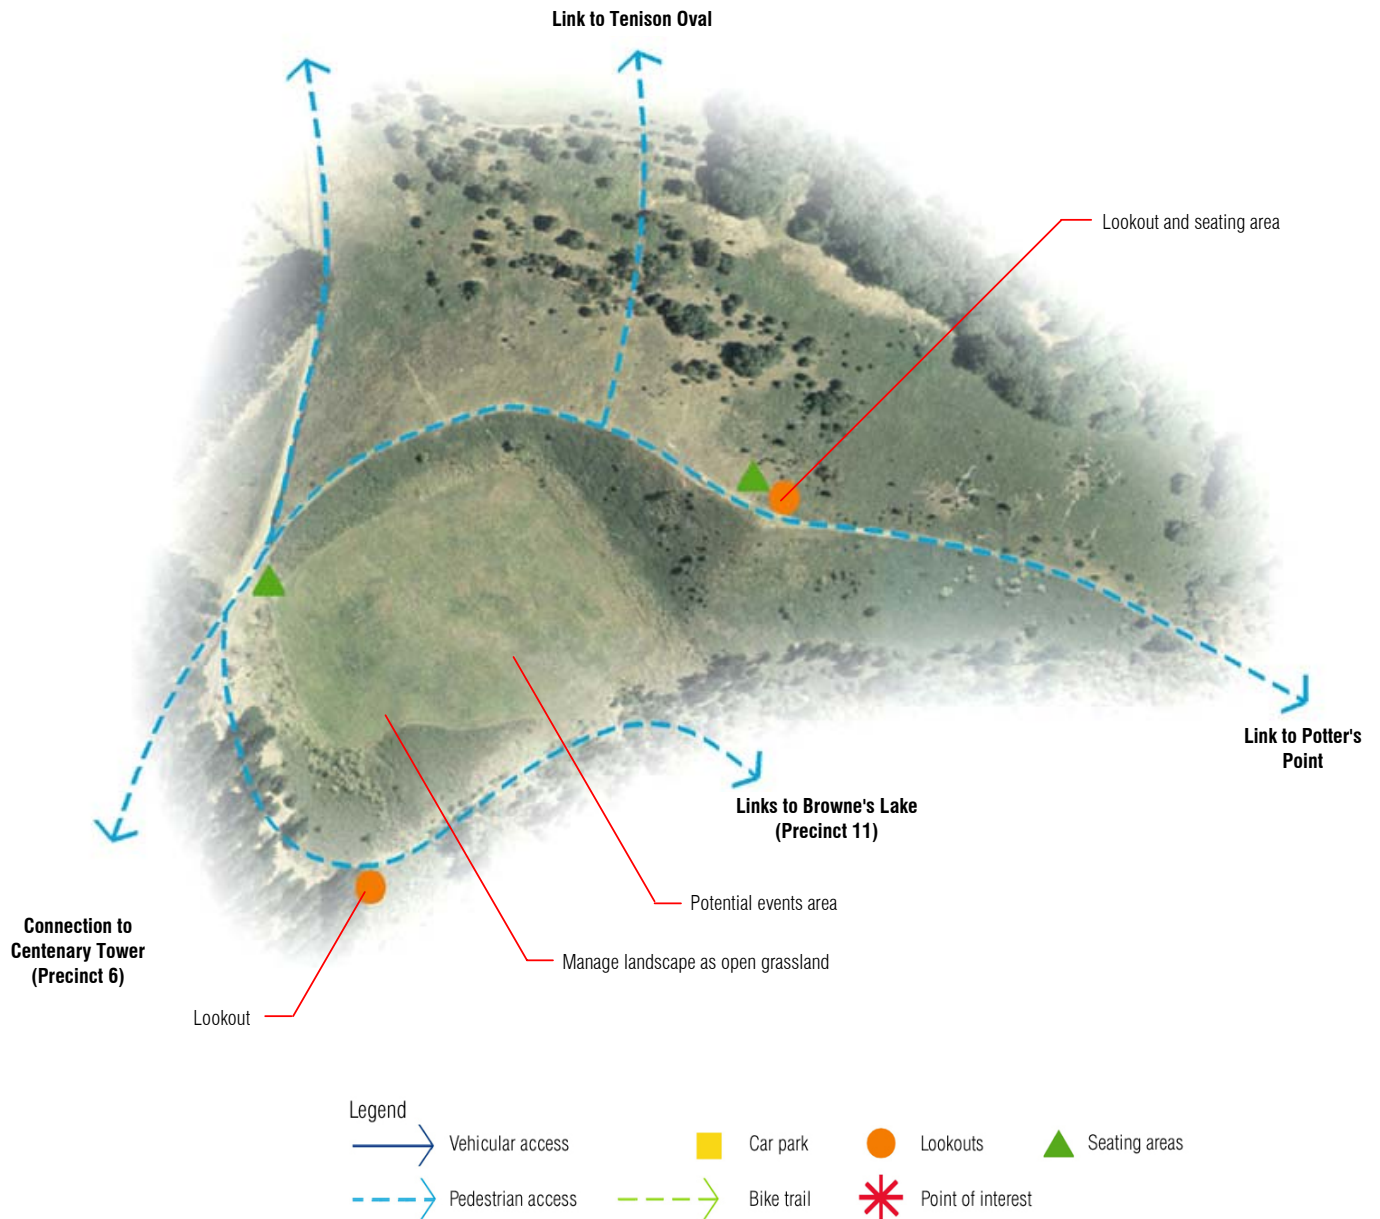 Link to Tenison Oval
Lookout and seating area
Link to Potter's
Point
Links to Browne's Lake
(Precinct 11)
Potential events area
Connection to
Centenary Tower
(Precinct 6)
Manage landscape as open grassland
Lookout
Legend
Vehicular access
Car park
Lookouts
Seating areas
Pedestrian access
Bike trail
Point of interest